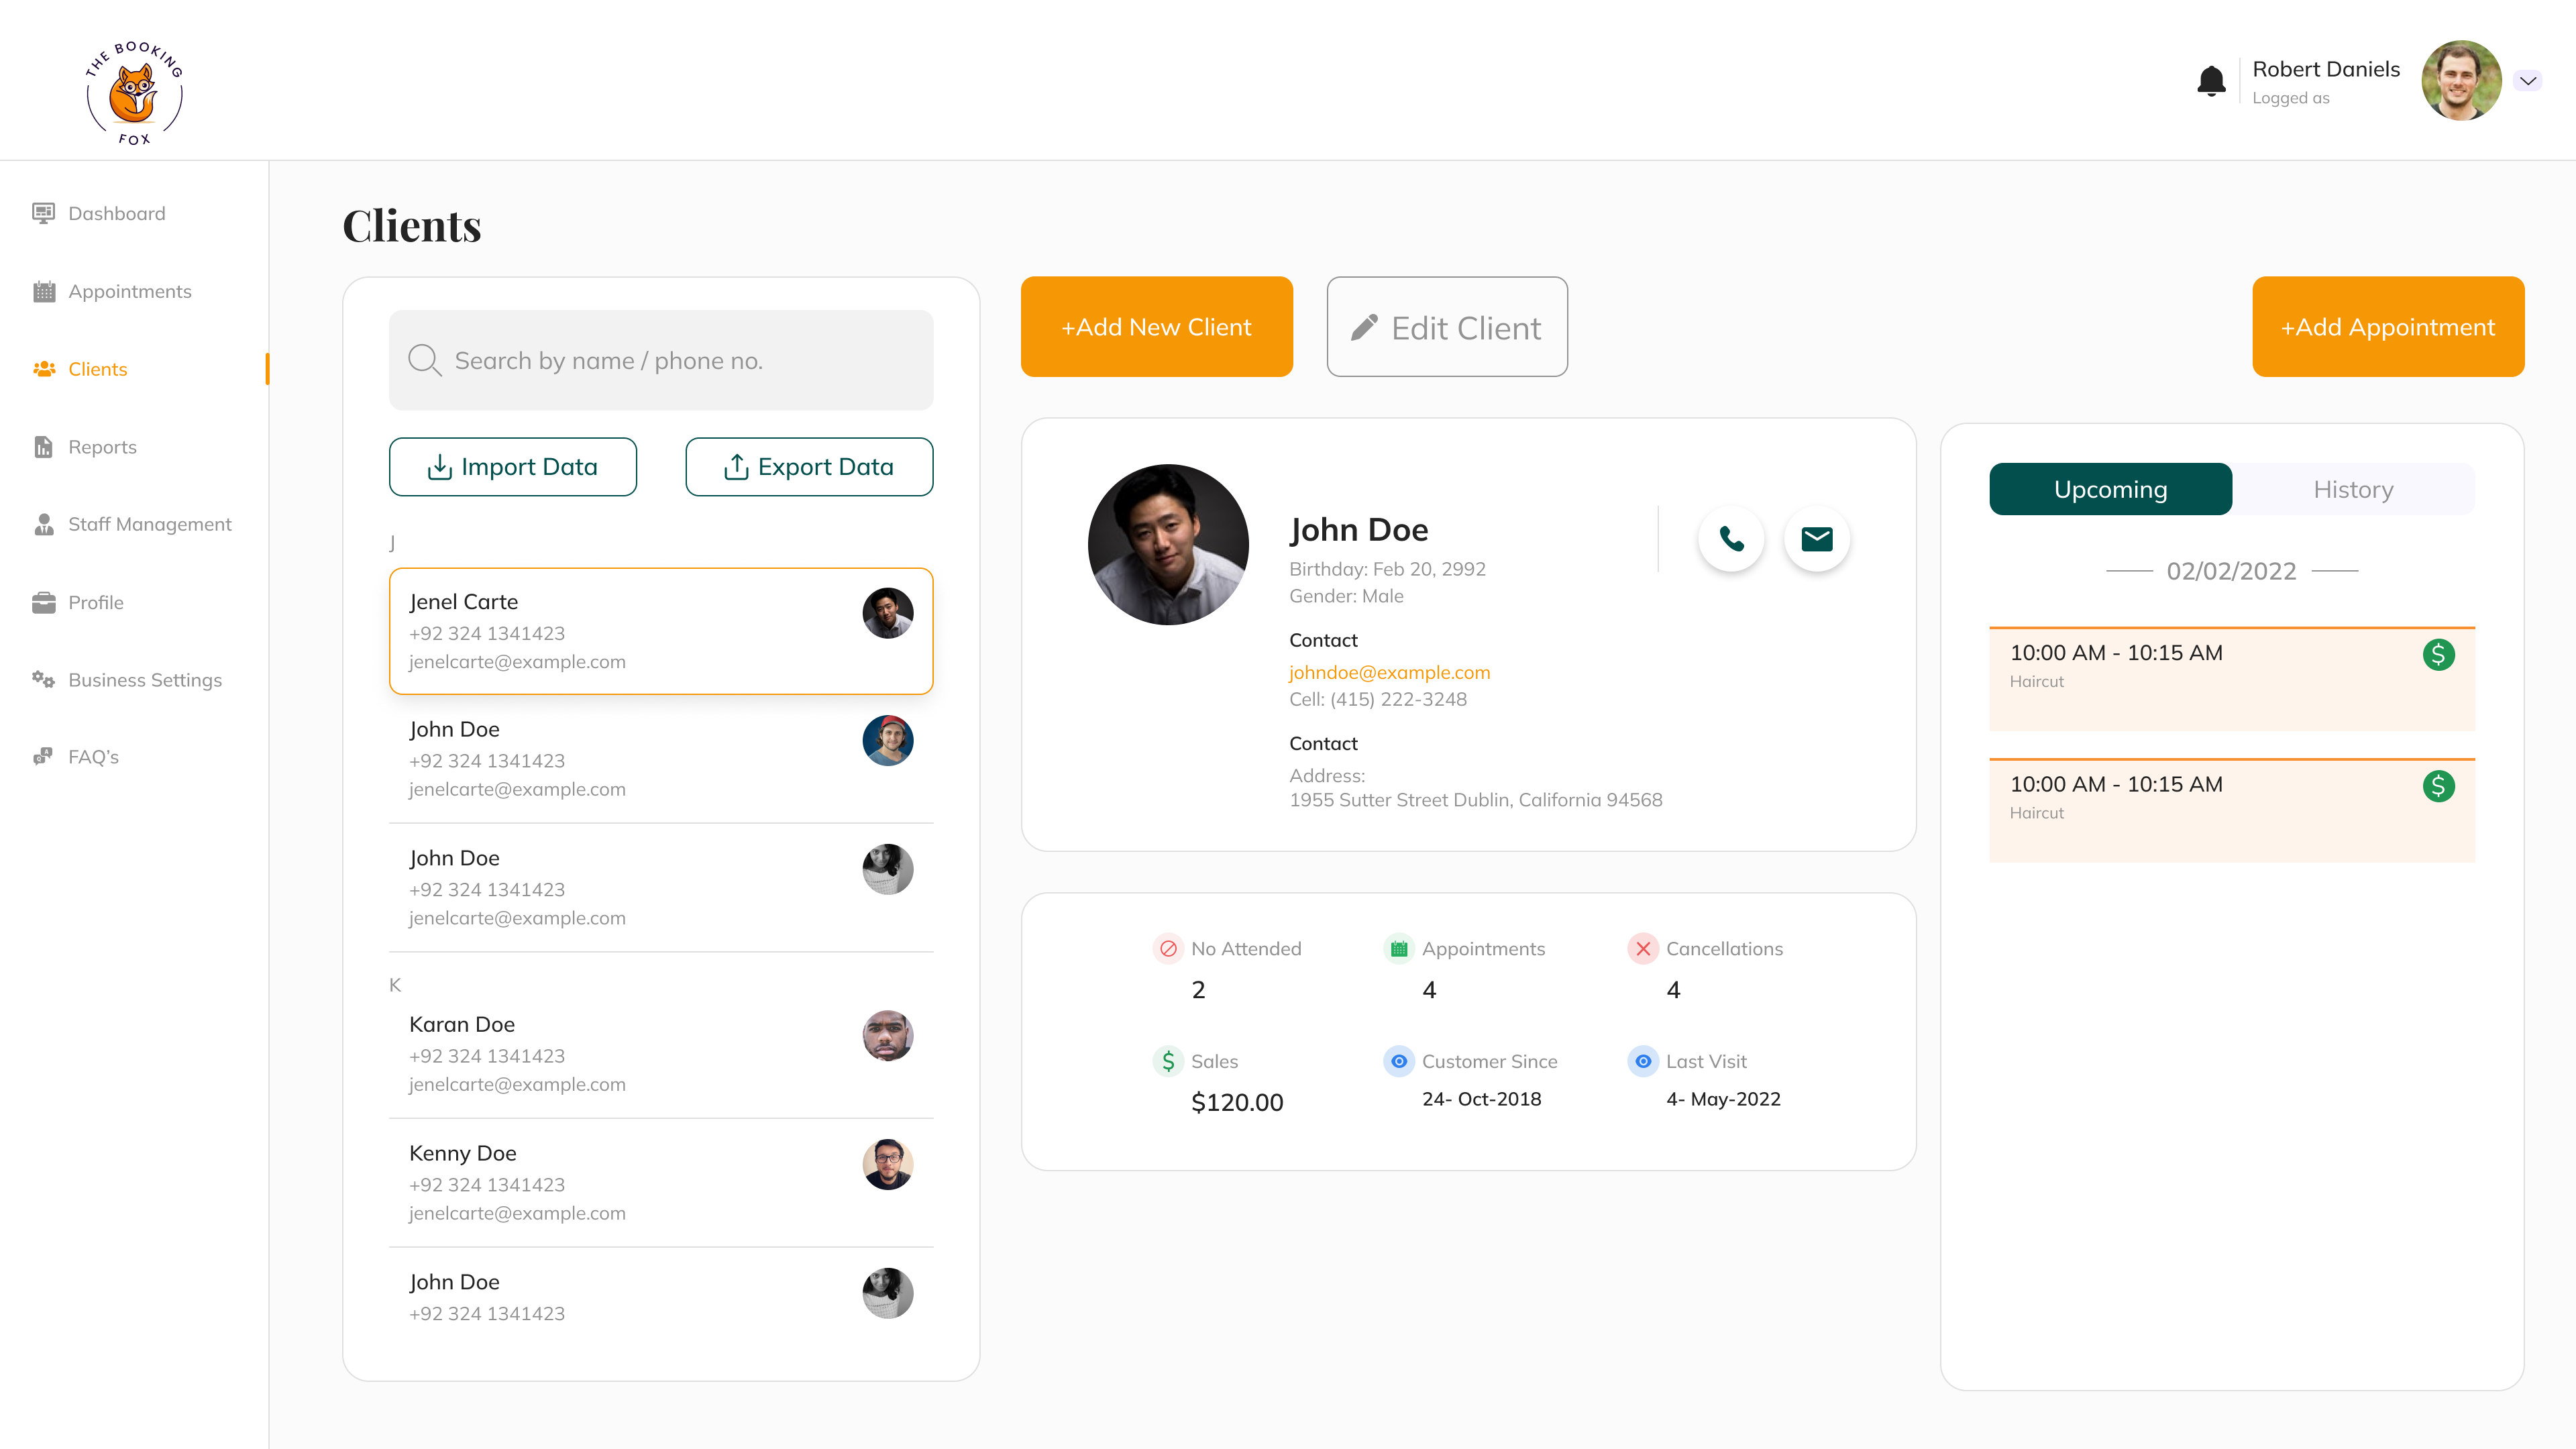 THE BOOKING
FOX
Robert Daniels
Logged as
Dashboard
Appointments
Clients
Reports
Staff Management
Profile
Business Settings
FAQ's
Clients
Search by name / phone no.
Import Data
Export Data
J
Jenel Carte
+92 324 1341423
jenelcarte@example.com
John Doe
+92 324 1341423
jenelcarte@example.com
John Doe
+92 324 1341423
jenelcarte@example.com
K
Karan Doe
+92 324 1341423
jenelcarte@example.com
Kenny Doe
+92 324 1341423
jenelcarte@example.com
John Doe
+92 324 1341423
+Add New Client
Edit Client
+Add Appointment
John Doe
Birthday: Feb 20, 2992
Gender: Male
Contact
johndoe@example.com
Cell: (415) 222-3248
Contact
Address:
1955 Sutter Street Dublin, California 94568
No Attended
2
Appointments
4
Cancellations
4
Sales
$120.00
Customer Since
24- Oct-2018
Last Visit
4- May-2022
Upcoming
History
02/02/2022
10:00 AM - 10:15 AM
Haircut
10:00 AM - 10:15 AM
Haircut